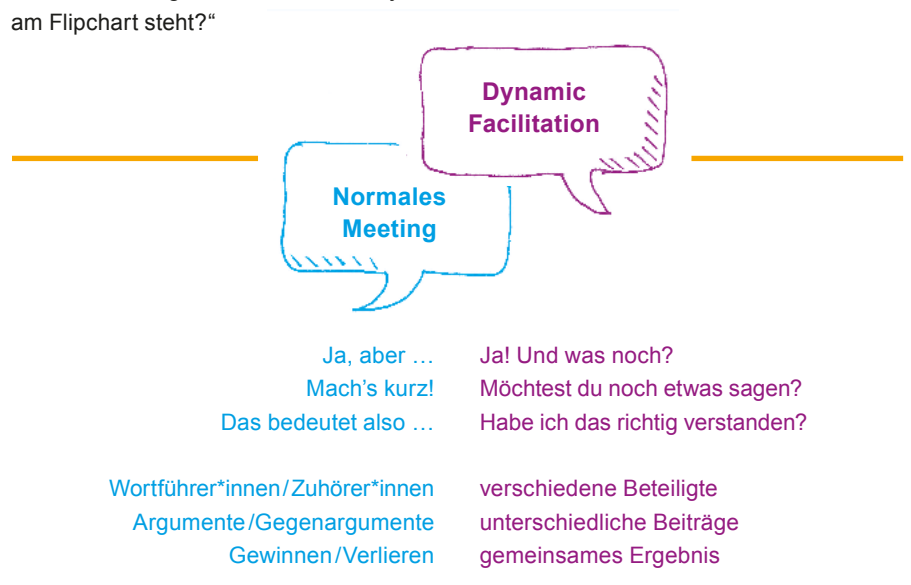 am Flipchart steht?“
Dynamic
Facilitation
Normales
Meeting
Ja, aber … Ja! Und was noch?
Mach’s kurz! Möchtest du noch etwas sagen?
Das bedeutet also … Habe ich das richtig verstanden?
Wortführer*innen/Zuhörer*innen verschiedene Beteiligte
Argumente/Gegenargumente unterschiedliche Beiträge
Gewinnen/Verlieren gemeinsames Ergebnis